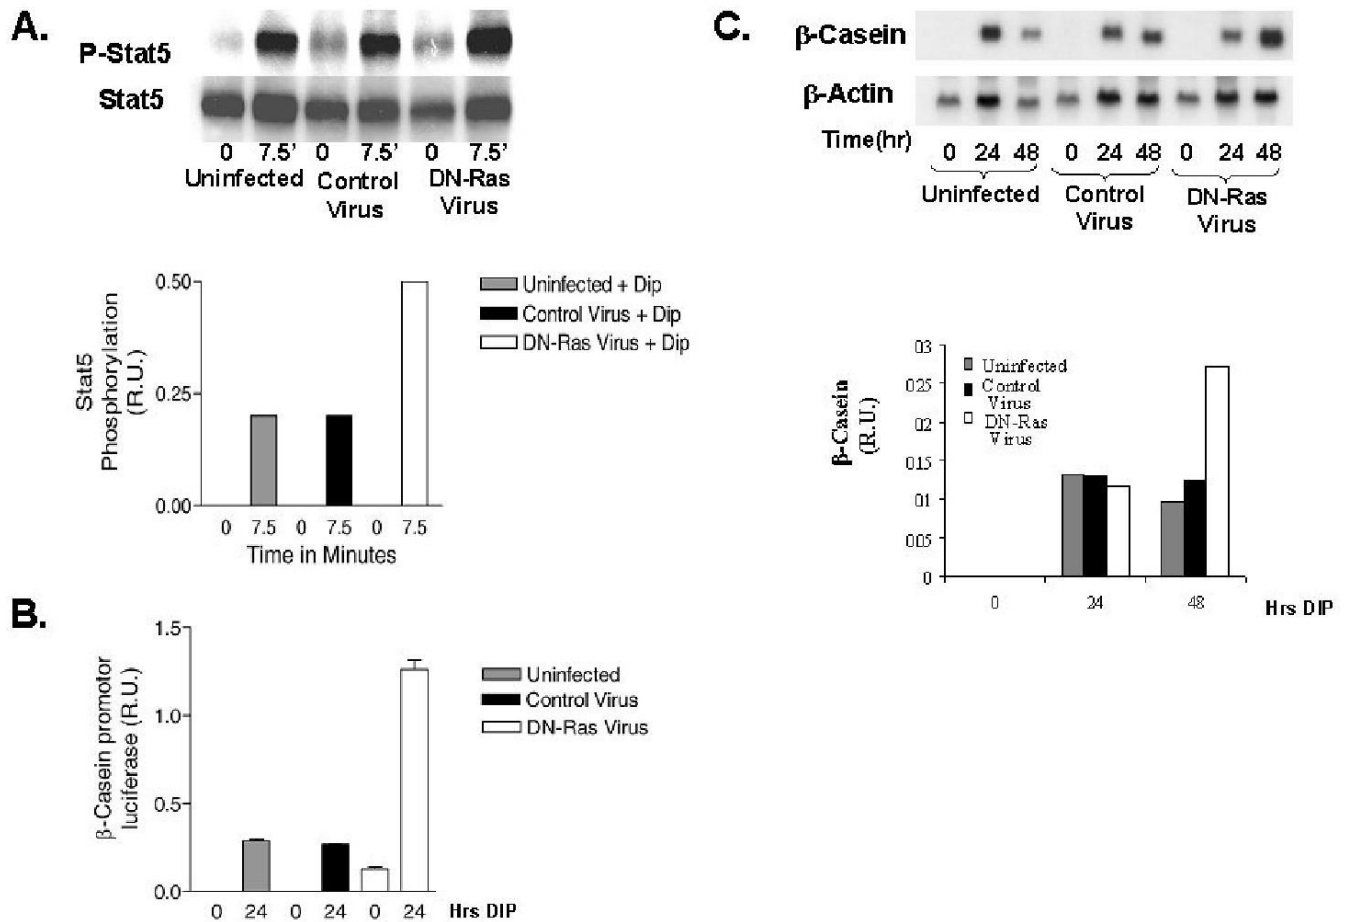 A.
P-Stat5
Stat5
0 7.5' 0 7.5' 0 7.5'
Uninfected Control Virus DN-Ras Virus
Stat5 Phosphorylation (R.U.)
0.50
0.25
0.00
0 7.5 0 7.5 0 7.5
Time in Minutes
Uninfected + Dip
Control Virus + Dip
DN-Ras Virus + Dip
B.
β-Casein promotor luciferase (R.U.)
1.5
1.0
0.5
0.0
0 24 0 24 0 24 Hrs DIP
Uninfected
Control Virus
DN-Ras Virus
C.
β-Casein
β-Actin
Time(hr) 0 24 48 0 24 48 0 24 48
Uninfected Control Virus DN-Ras Virus
β-Casein (R.U.)
03
025
02
015
01
005
0
0 24 48 Hrs DIP
Uninfected
Control
Virus
DN-Ras
Virus